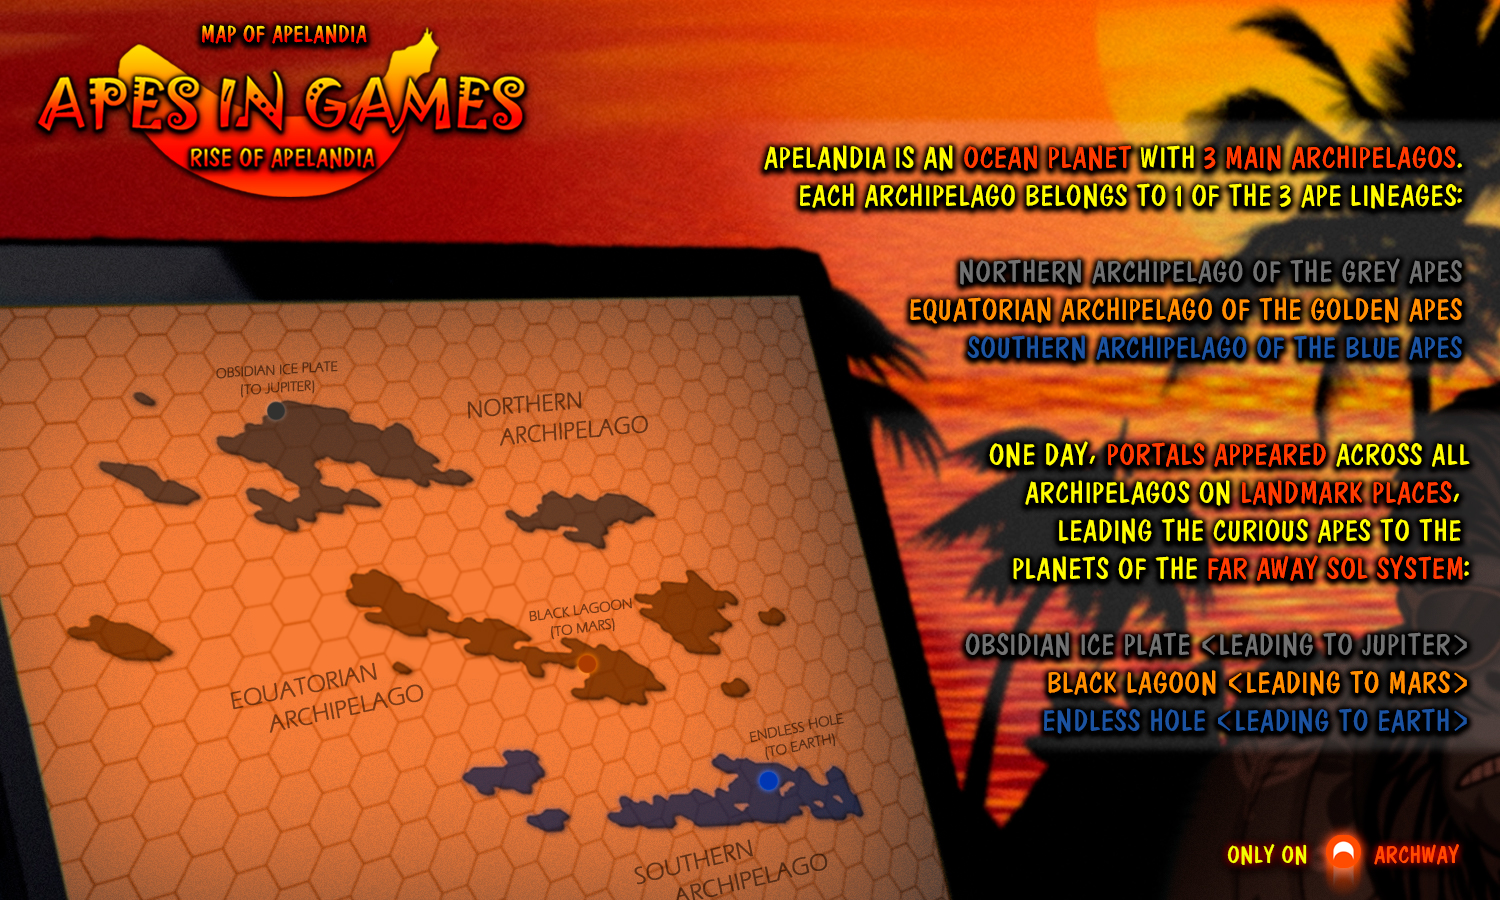 MAP OF APELANDIA
APES IN GAMES
RISE OF APELANDIA
APELANDIA IS AN OCEAN PLANET WITH 3 MAIN ARCHIPELAGOS.
EACH ARCHIPELAGO BELONGS TO 1 OF THE 3 APE LINEAGES:
NORTHERN ARCHIPELAGO OF THE GREY APES
EQUATORIAN ARCHIPELAGO OF THE GOLDEN APES
SOUTHERN ARCHIPELAGO OF THE BLUE APES
ONE DAY, PORTALS APPEARED ACROSS ALL
ARCHIPELAGOS ON LANDMARK PLACES,
LEADING THE CURIOUS APES TO THE
PLANETS OF THE FAR AWAY SOL SYSTEM:
OBSIDIAN ICE PLATE <LEADING TO JUPITER>
BLACK LAGOON <LEADING TO MARS>
ENDLESS HOLE <LEADING TO EARTH>
OBSIDIAN ICE PLATE
(TO JUPITER)
NORTHERN
ARCHIPELAGO
BLACK LAGOON
(TO MARS)
EQUATORIAN
ARCHIPELAGO
ENDLESS HOLE
(TO EARTH)
SOUTHERN
ARCHIPELAGO
ONLY ON ARCHWAY